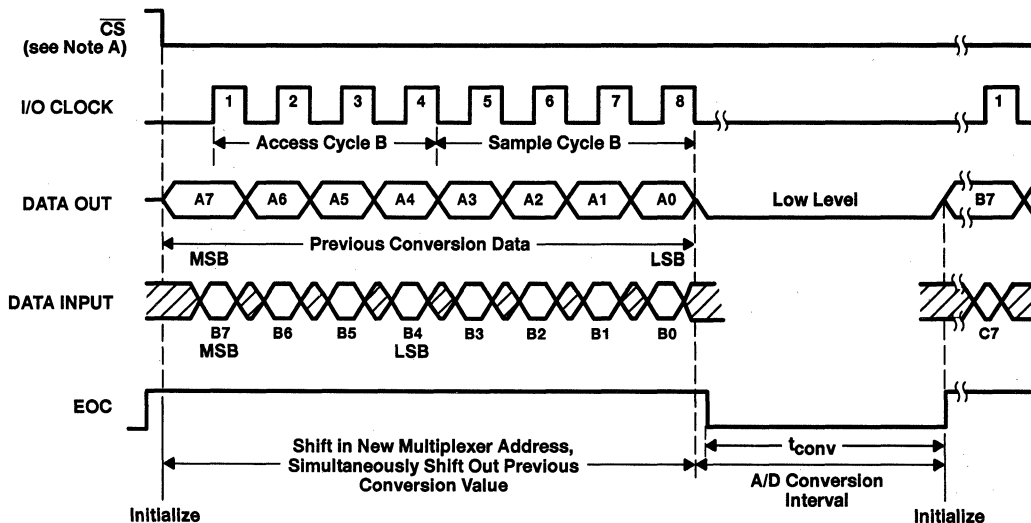 CS
(see Note A)
I/O CLOCK
1 2 3 4 5 6 7 8 1
Access Cycle B Sample Cycle B
DATA OUT
A7 A6 A5 A4 A3 A2 A1 A0 Low Level B7
Previous Conversion Data
MSB LSB
DATA INPUT
B7 B6 B5 B4 B3 B2 B1 B0 C7
MSB LSB
EOC
Shift in New Multiplexer Address,
Simultaneously Shift Out Previous
Conversion Value
tconv
A/D Conversion
Interval
Initialize Initialize